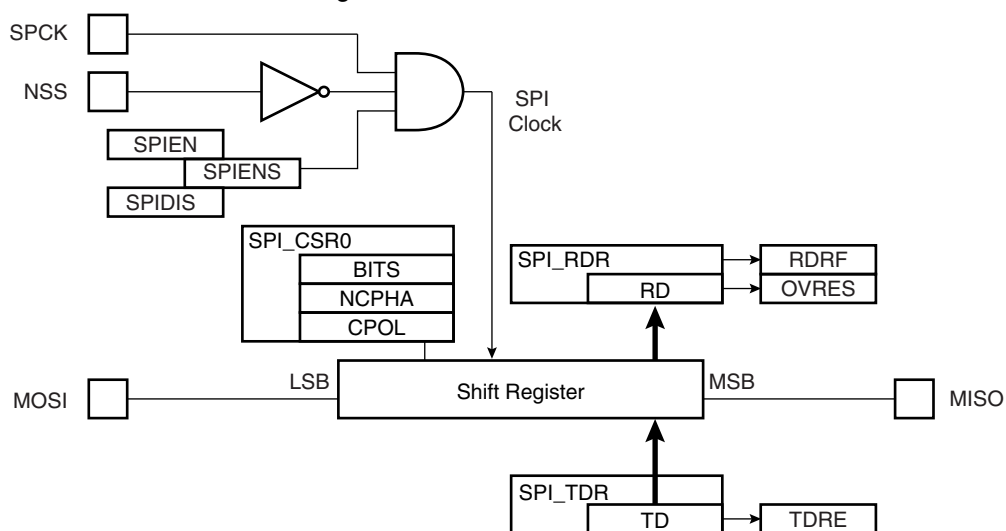 SPCK
NSS
SPI
Clock
SPIEN
SPIENS
SPIDIS
SPI_CSR0
BITS
NCPHA
CPOL
SPI_RDR
RD
RDRF
OVRES
LSB
Shift Register
MSB
MOSI
MISO
SPI_TDR
TD
TDRE